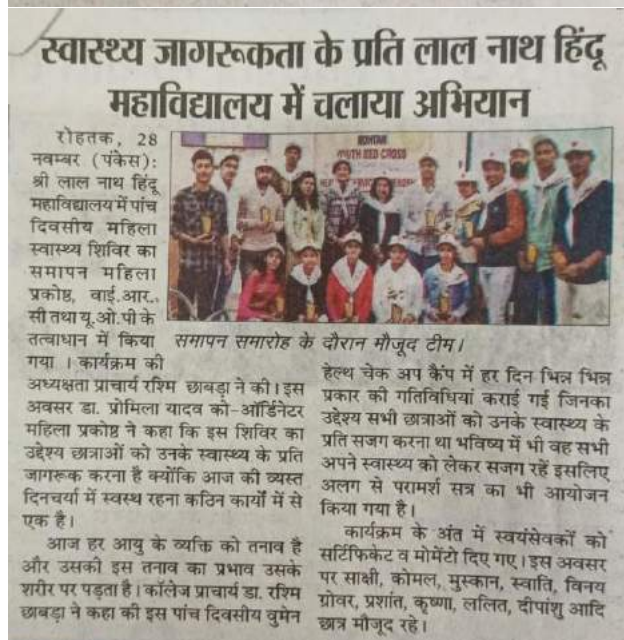 स्वास्थ्य जागरूकता के प्रति लाल नाथ हिंदू
महाविद्यालय में चलाया अभियान
रोहतक, 28
नवम्बर (पंकेस):
श्री लाल नाथ हिंदू
महाविद्यालय में पांच
दिवसीय महिला
स्वास्थ्य शिविर का
समापन महिला
प्रकोष्ठ, वाई.आर.,
सी तथा यू.ओ.पी के
तत्वाधान में किया
गया । कार्यक्रम की
अध्यक्षता प्राचार्य रश्मि छाबड़ा ने की। इस
अवसर डा. प्रोमिला यादव को-ऑर्डिनेटर
महिला प्रकोष्ठ ने कहा कि इस शिविर का
उद्देश्य छात्राओं को उनके स्वास्थ्य के प्रति
जागरूक करना है क्योंकि आज की व्यस्त
दिनचर्या में स्वस्थ रहना कठिन कार्यों में से
एक है।
आज हर आयु के व्यक्ति को तनाव है
और उसकी इस तनाव का प्रभाव उसके
शरीर पर पड़ता है। कॉलेज प्राचार्य डा. रश्मि
छाबड़ा ने कहा की इस पांच दिवसीय वुमेन
ROHTAK
YOUTH RED CROSS
समापन समारोह के दौरान मौजूद टीम।
हेल्थ चेक अप कैंप में हर दिन भिन्न भिन्न
प्रकार की गतिविधियां कराई गई जिनका
उद्देश्य सभी छात्राओं को उनके स्वास्थ्य के
प्रति सजग करना था भविष्य में भी वह सभी
अपने स्वास्थ्य को लेकर सजग रहें इसलिए
अलग से परामर्श सत्र का भी आयोजन
किया गया है।
कार्यक्रम के अंत में स्वयंसेवकों को
सर्टिफिकेट व मोमेंटो दिए गए। इस अवसर
पर साक्षी, कोमल, मुस्कान, स्वाति, विनय
ग्रोवर, प्रशांत, कृष्णा, ललित, दीपांशु आदि
छात्र मौजूद रहे।